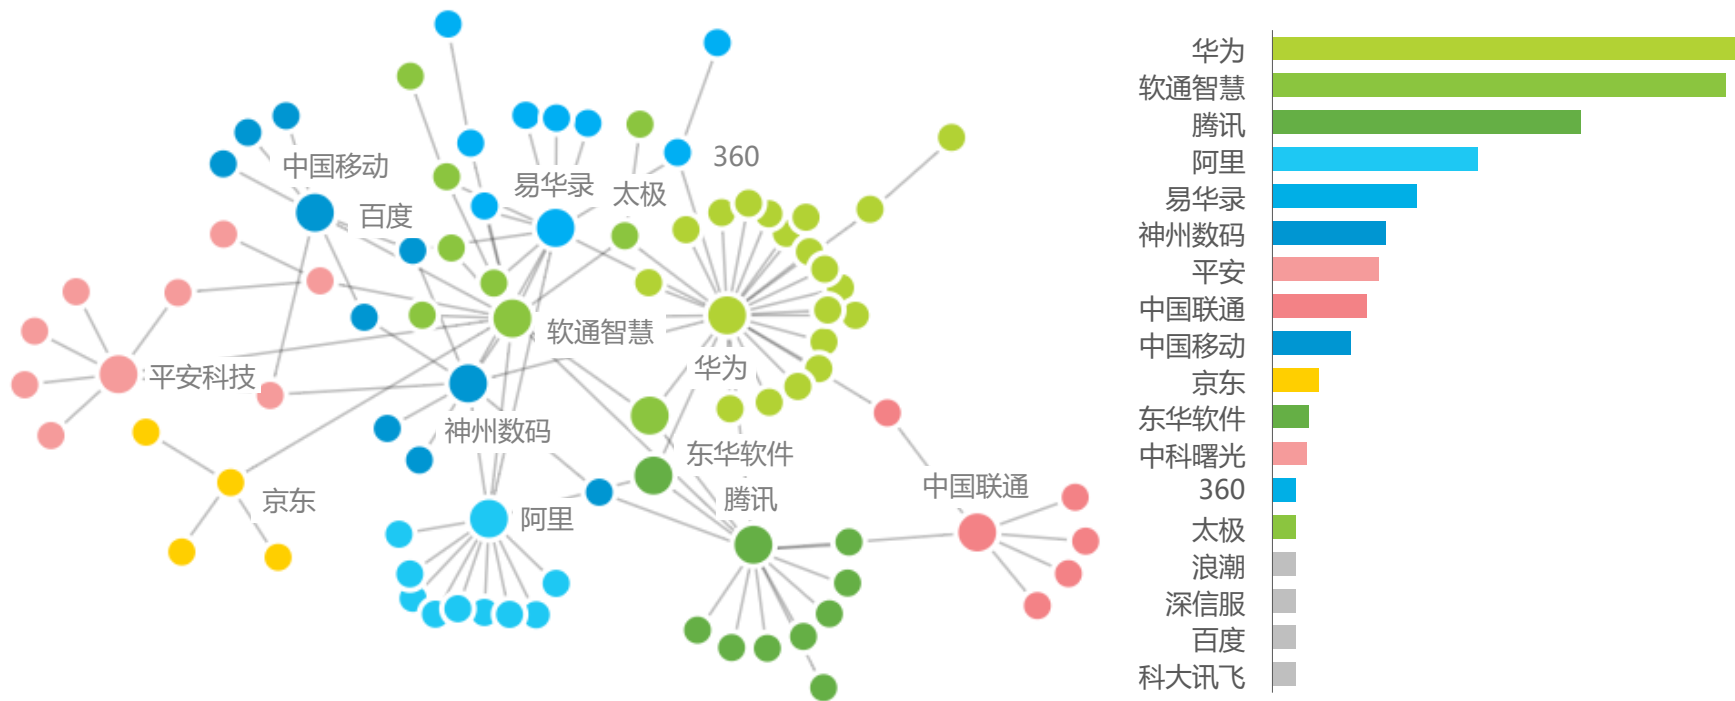 360
中国移动
易华录
太极
百度
软通智慧
华为
平安科技
神州数码
东华软件
中国联通
京东
腾讯
阿里
华为
软通智慧
腾讯
阿里
易华录
神州数码
平安
中国联通
中国移动
京东
东华软件
中科曙光
360
太极
浪潮
深信服
百度
科大讯飞